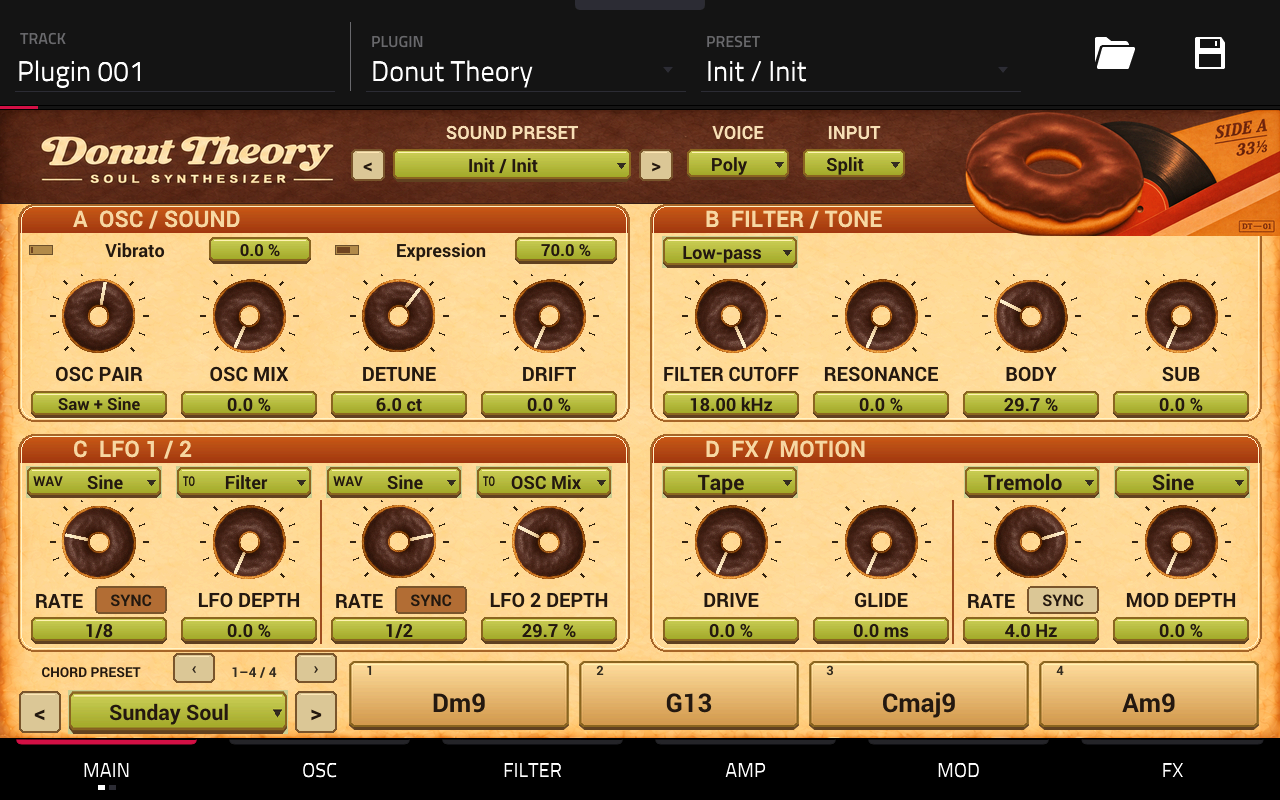 TRACK
Plugin 001
PLUGIN
Donut Theory
PRESET
Init / Init
Donut Theory
SOUL SYNTHESIZER
SOUND PRESET
VOICE
INPUT
<
Init / Init
>
Poly
Split
SIDE A
33⅓
DT—01
A OSC / SOUND
Vibrato
0.0 %
Expression
70.0 %
OSC PAIR
OSC MIX
DETUNE
DRIFT
Saw + Sine
0.0 %
6.0 ct
0.0 %
B FILTER / TONE
Low-pass
FILTER CUTOFF
RESONANCE
BODY
SUB
18.00 kHz
0.0 %
29.7 %
0.0 %
C LFO 1 / 2
WAV Sine
TO Filter
WAV Sine
TO OSC Mix
RATE
SYNC
LFO DEPTH
RATE
SYNC
LFO 2 DEPTH
1/8
0.0 %
1/2
29.7 %
D FX / MOTION
Tape
Tremolo
Sine
DRIVE
GLIDE
RATE
SYNC
MOD DEPTH
0.0 %
0.0 ms
4.0 Hz
0.0 %
CHORD PRESET
‹
1–4 / 4
›
<
Sunday Soul
>
1
Dm9
2
G13
3
Cmaj9
4
Am9
MAIN
OSC
FILTER
AMP
MOD
FX